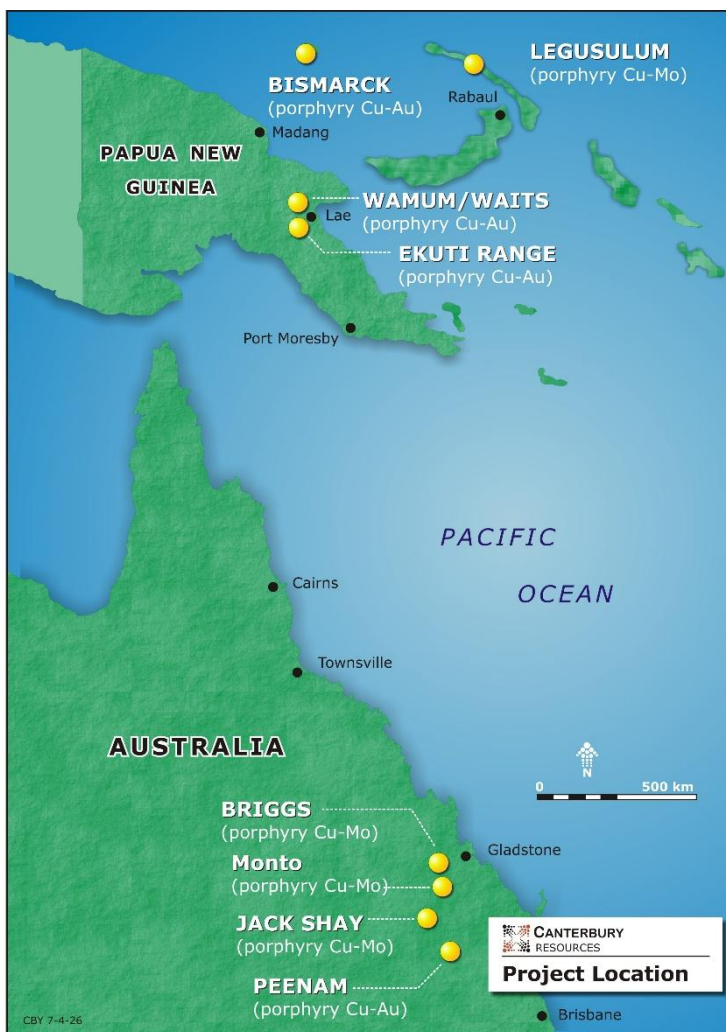 LEGUSULUM
(porphyry Cu-Mo)
BISMARCK
(porphyry Cu-Au)
Rabaul
Madang
PAPUA NEW
GUINEA
WAMUM/WAITS
(porphyry Cu-Au)
Lae
EKUTI RANGE
(porphyry Cu-Au)
Port Moresby
PACIFIC
OCEAN
Cairns
Townsville
AUSTRALIA
N
0 500 km
BRIGGS
(porphyry Cu-Mo)
Gladstone
Monto
(porphyry Cu-Mo)
JACK SHAY
(porphyry Cu-Mo)
PEENAM
(porphyry Cu-Au)
CANTERBURY
RESOURCES
Project Location
Brisbane
CBY 7-4-26